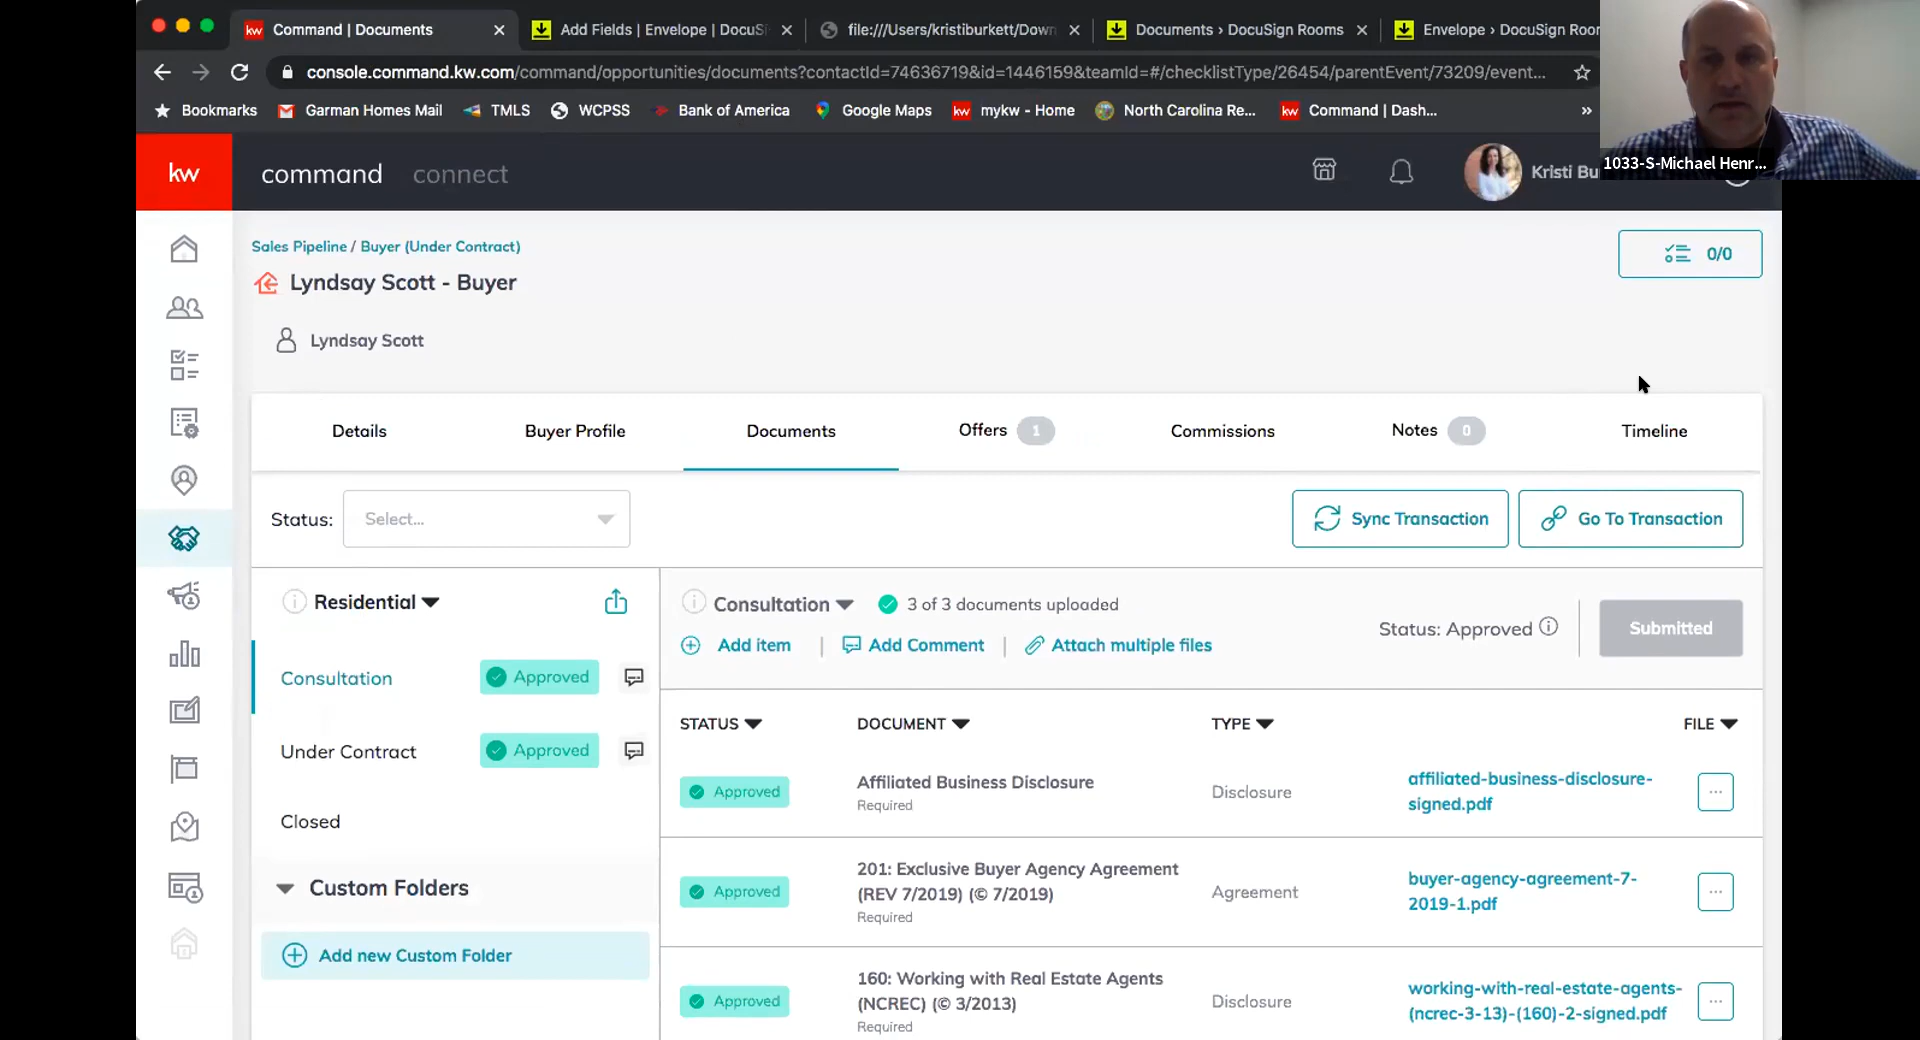 Command | Documents
Add Fields | Envelope | DocuSi
file:///Users/kristiburkett/Down
Documents › DocuSign Rooms
Envelope › DocuSign Roor
console.command.kw.com/command/opportunities/documents?contactId=74636719&id=1446159&teamId=#/checklistType/26454/parentEvent/73209/event...
Bookmarks
Garman Homes Mail
TMLS
WCPSS
Bank of America
Google Maps
kw mykw - Home
North Carolina Re...
kw Command | Dash...
»
1033-S-Michael Henr...
kw
command
connect
Kristi Bu
Sales Pipeline / Buyer (Under Contract)
0/0
Lyndsay Scott - Buyer
Lyndsay Scott
Details
Buyer Profile
Documents
Offers 1
Commissions
Notes 0
Timeline
Status: Select...
Sync Transaction
Go To Transaction
Residential
Consultation
3 of 3 documents uploaded
Add item | Add Comment | Attach multiple files
Status: Approved
Submitted
Consultation Approved
Under Contract Approved
Closed
Custom Folders
Add new Custom Folder
STATUS DOCUMENT TYPE FILE
Approved
Affiliated Business Disclosure
Required
Disclosure
affiliated-business-disclosure-
signed.pdf
...
Approved
201: Exclusive Buyer Agency Agreement
(REV 7/2019) (© 7/2019)
Required
Agreement
buyer-agency-agreement-7-
2019-1.pdf
...
Approved
160: Working with Real Estate Agents
(NCREC) (© 3/2013)
Required
Disclosure
working-with-real-estate-agents-
(ncrec-3-13)-(160)-2-signed.pdf
...